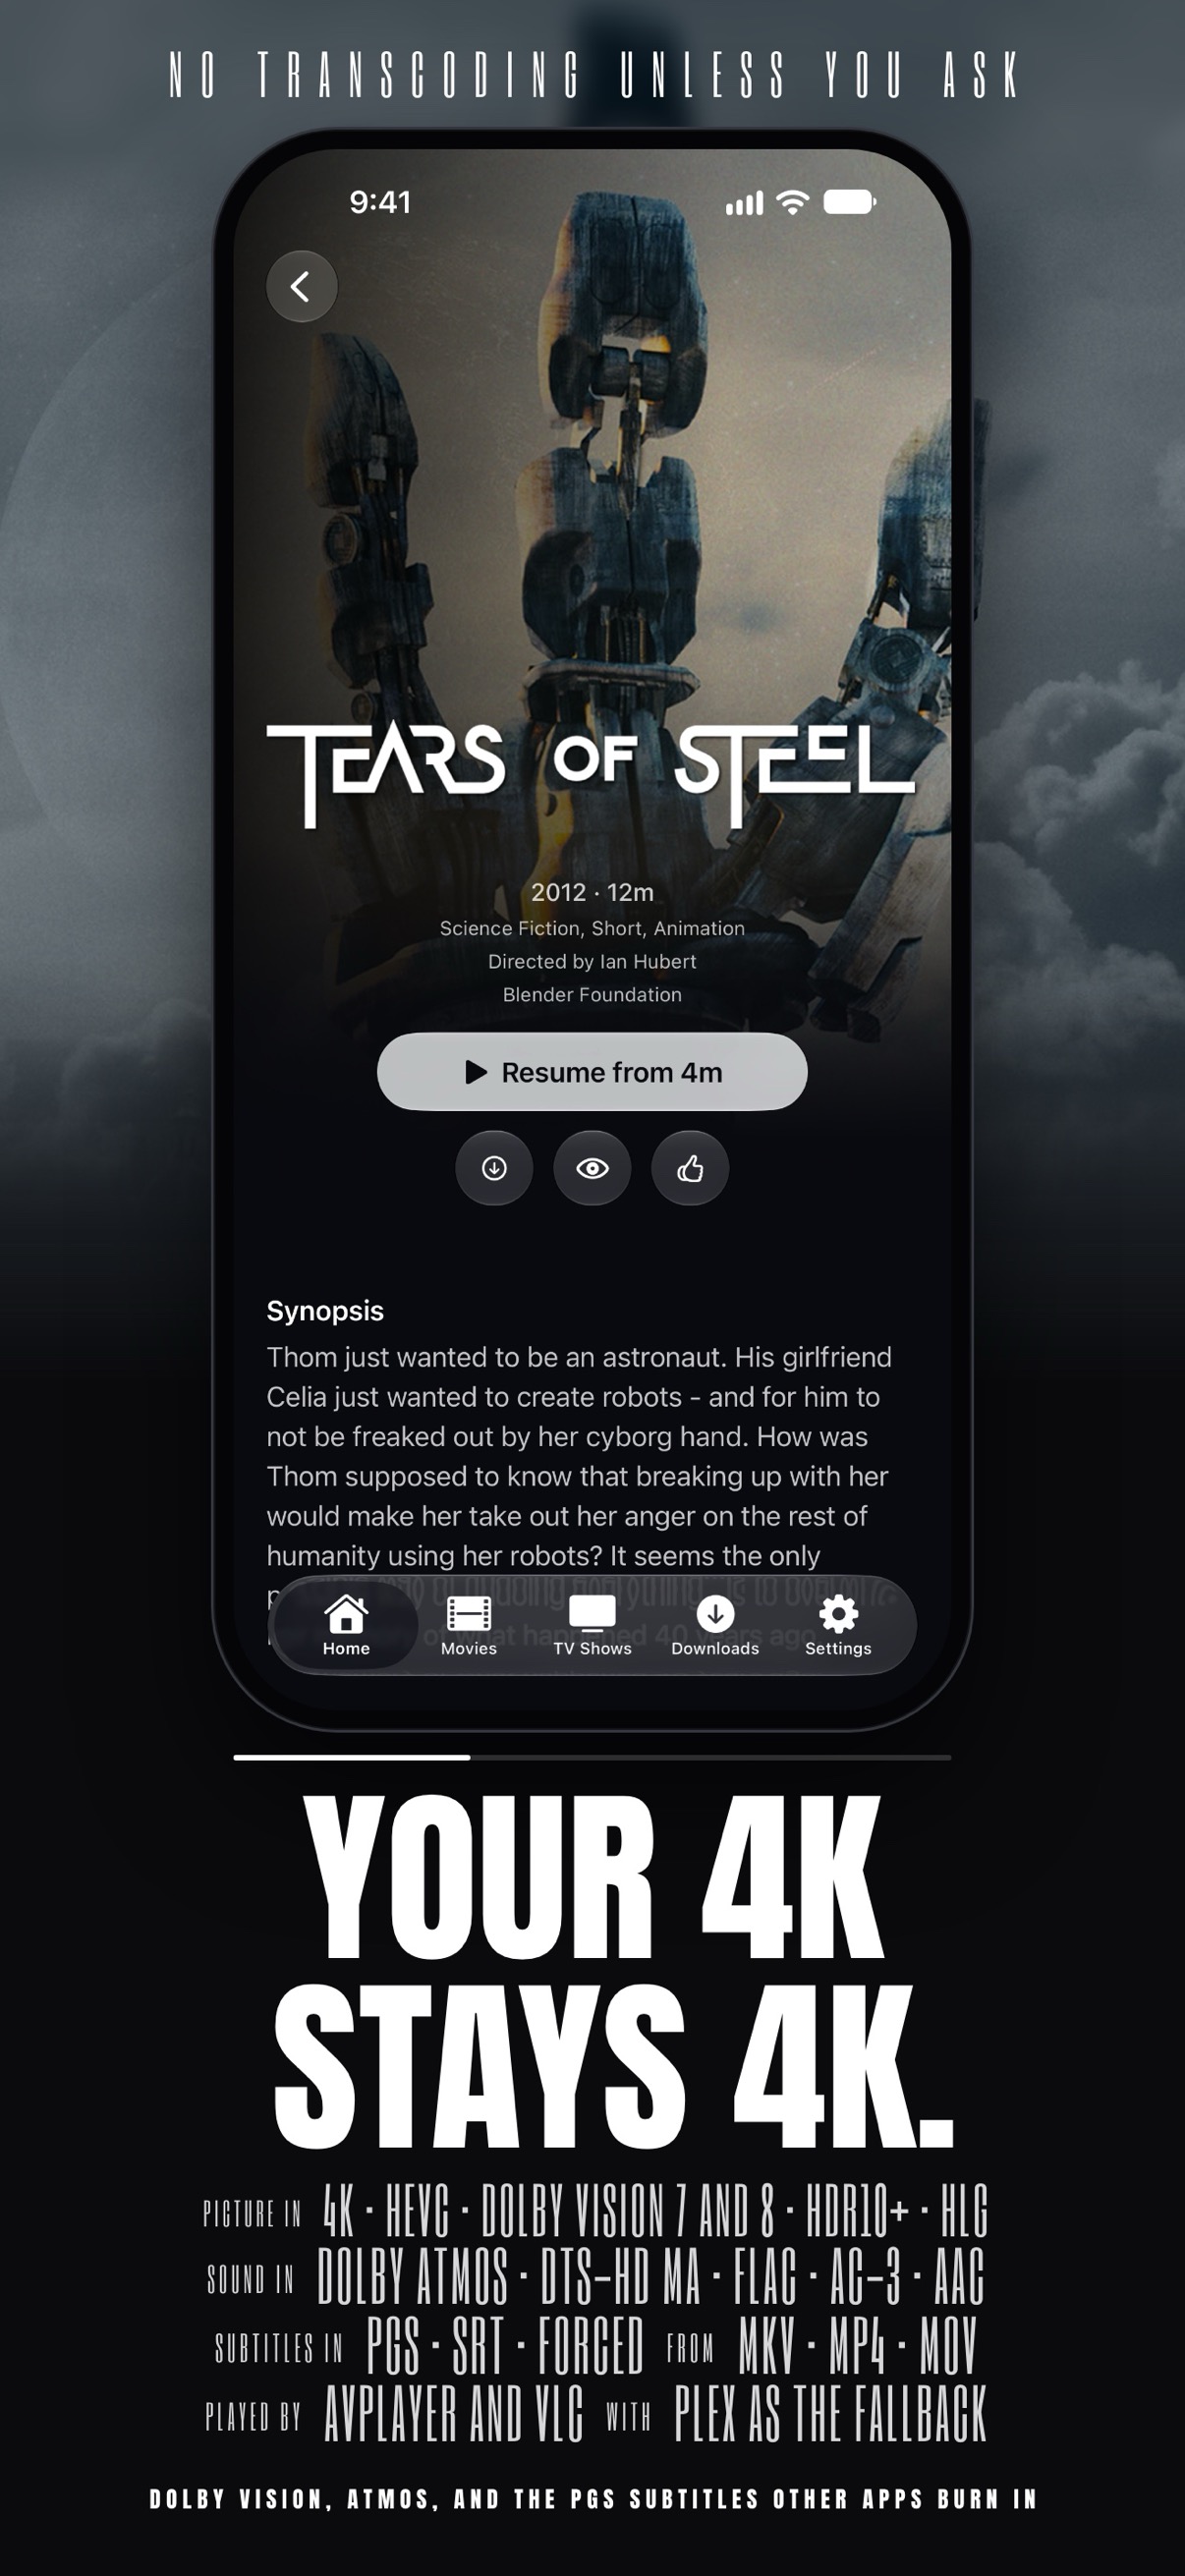 NO TRANSCODING UNLESS YOU ASK
9:41
TEARS OF STEEL
2012 · 12m
Science Fiction, Short, Animation
Directed by Ian Hubert
Blender Foundation
Resume from 4m
Synopsis
Thom just wanted to be an astronaut. His girlfriend
Celia just wanted to create robots - and for him to
not be freaked out by her cyborg hand. How was
Thom supposed to know that breaking up with her
would make her take out her anger on the rest of
humanity using her robots? It seems the only
of what happened 40 years ago
Home
Movies
TV Shows
Downloads
Settings
YOUR 4K
STAYS 4K.
PICTURE IN 4K · HEVC · DOLBY VISION 7 AND 8 · HDR10+ · HLG
SOUND IN DOLBY ATMOS · DTS-HD MA · FLAC · AC-3 · AAC
SUBTITLES IN PGS · SRT · FORCED FROM MKV · MP4 · MOV
PLAYED BY AVPLAYER AND VLC WITH PLEX AS THE FALLBACK
DOLBY VISION, ATMOS, AND THE PGS SUBTITLES OTHER APPS BURN IN